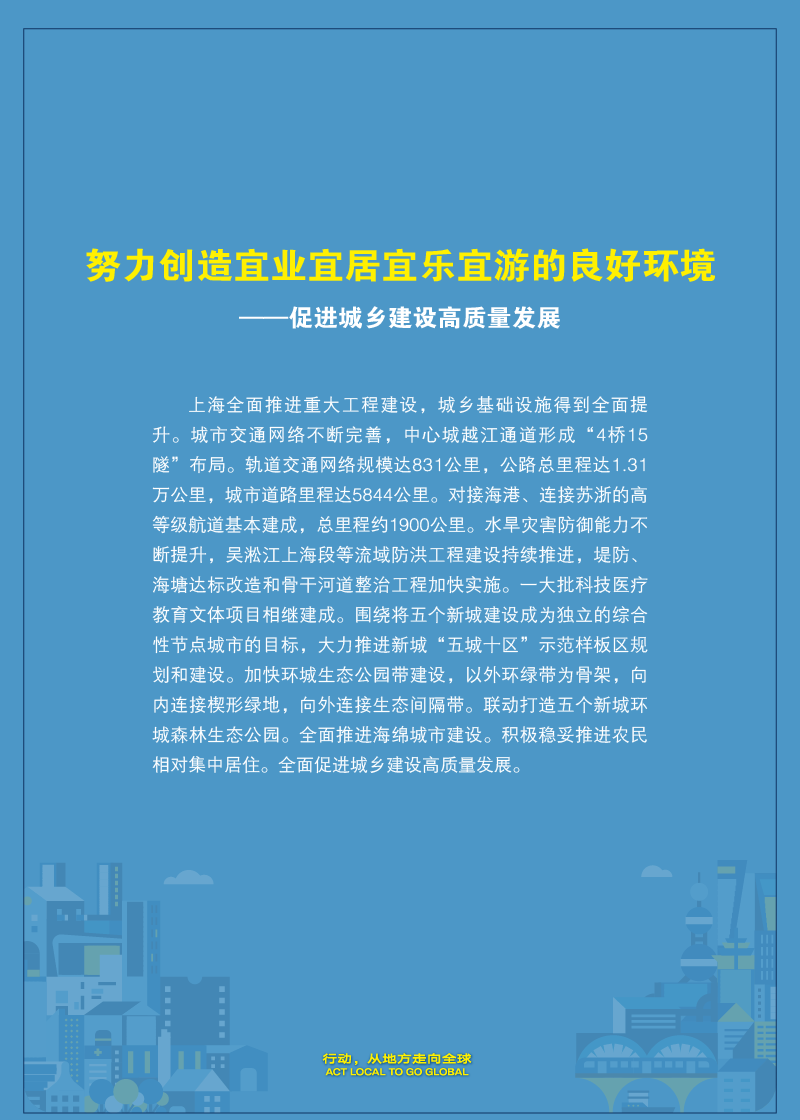 努力创造宜业宜居宜乐宜游的良好环境
——促进城乡建设高质量发展
上海全面推进重大工程建设，城乡基础设施得到全面提
升。城市交通网络不断完善，中心城越江通道形成“4桥15
隧”布局。轨道交通网络规模达831公里，公路总里程达1.31
万公里，城市道路里程达5844公里。对接海港、连接苏浙的高
等级航道基本建成，总里程约1900公里。水旱灾害防御能力不
断提升，吴淞江上海段等流域防洪工程建设持续推进，堤防、
海塘达标改造和骨干河道整治工程加快实施。一大批科技医疗
教育文体项目相继建成。围绕将五个新城建设成为独立的综合
性节点城市的目标，大力推进新城“五城十区”示范样板区规
划和建设。加快环城生态公园带建设，以外环绿带为骨架，向
内连接楔形绿地，向外连接生态间隔带。联动打造五个新城环
城森林生态公园。全面推进海绵城市建设。积极稳妥推进农民
相对集中居住。全面促进城乡建设高质量发展。
行动，从地方走向全球
ACT LOCAL TO GO GLOBAL